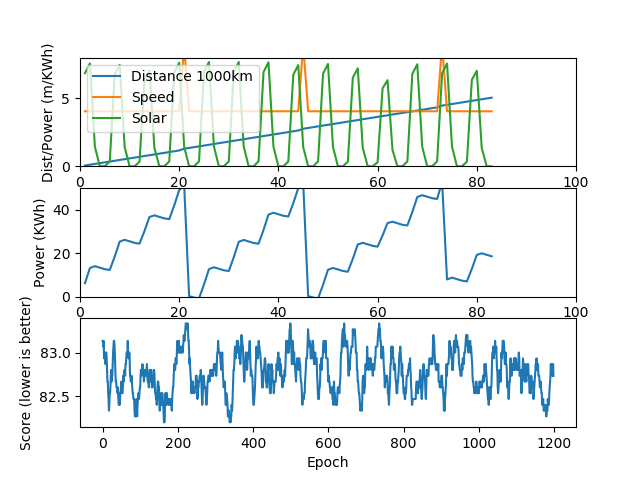 Dist/Power (m/KWh)
5
0
Distance 1000km
Speed
Solar
0 20 40 60 80 100
Power (KWh)
40
20
0
0 20 40 60 80 100
Score (lower is better)
83.0
82.5
0 200 400 600 800 1000 1200
Epoch